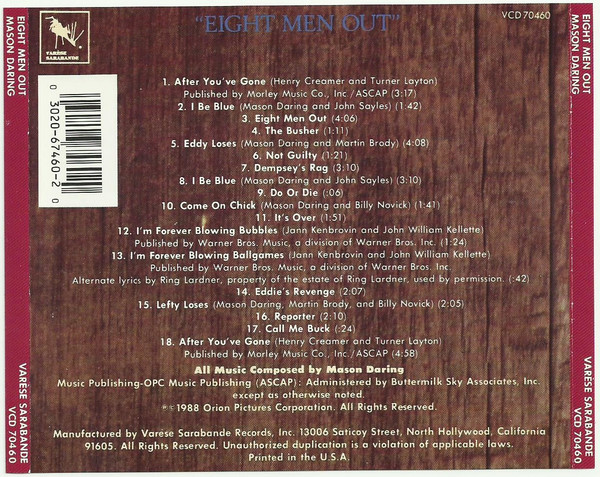 "EIGHT MEN OUT"
VCD 70460
VARÈSE
SARABANDE
0 3020-67460-2 0
1. After You've Gone (Henry Creamer and Turner Layton)
Published by Morley Music Co., Inc./ASCAP (3:17)
2. I Be Blue (Mason Daring and John Sayles) (1:42)
3. Eight Men Out (4:06)
4. The Busher (1:11)
5. Eddy Loses (Mason Daring and Martin Brody) (4:08)
6. Not Guilty (1:21)
7. Dempsey's Rag (3:10)
8. I Be Blue (Mason Daring and John Sayles) (3:10)
9. Do Or Die (:06)
10. Come On Chick (Mason Daring and Billy Novick) (1:41)
11. It's Over (1:51)
12. I'm Forever Blowing Bubbles (Jann Kenbrovin and John William Kellette)
Published by Warner Bros. Music, a division of Warner Bros. Inc. (1:24)
13. I'm Forever Blowing Ballgames (Jann Kenbrovin and John William Kellette)
Published by Warner Bros. Music, a division of Warner Bros. Inc.
Alternate lyrics by Ring Lardner, property of the estate of Ring Lardner, used by permission. (:42)
14. Eddie's Revenge (2:07)
15. Lefty Loses (Mason Daring, Martin Brody, and Billy Novick) (2:05)
16. Reporter (2:10)
17. Call Me Buck (:24)
18. After You've Gone (Henry Creamer and Turner Layton)
Published by Morley Music Co., Inc./ASCAP (4:58)
All Music Composed by Mason Daring
Music Publishing-OPC Music Publishing (ASCAP): Administered by Buttermilk Sky Associates, Inc.
except as otherwise noted.
℗©1988 Orion Pictures Corporation. All Rights Reserved.
Manufactured by Varese Sarabande Records, Inc. 13006 Saticoy Street, North Hollywood, California
91605. All Rights Reserved. Unauthorized duplication is a violation of applicable laws.
Printed in the U.S.A.
EIGHT MEN OUT
MASON DARING
VARÈSE SARABANDE
VCD 70460
EIGHT MEN OUT
MASON DARING
VARÈSE SARABANDE
VCD 70460